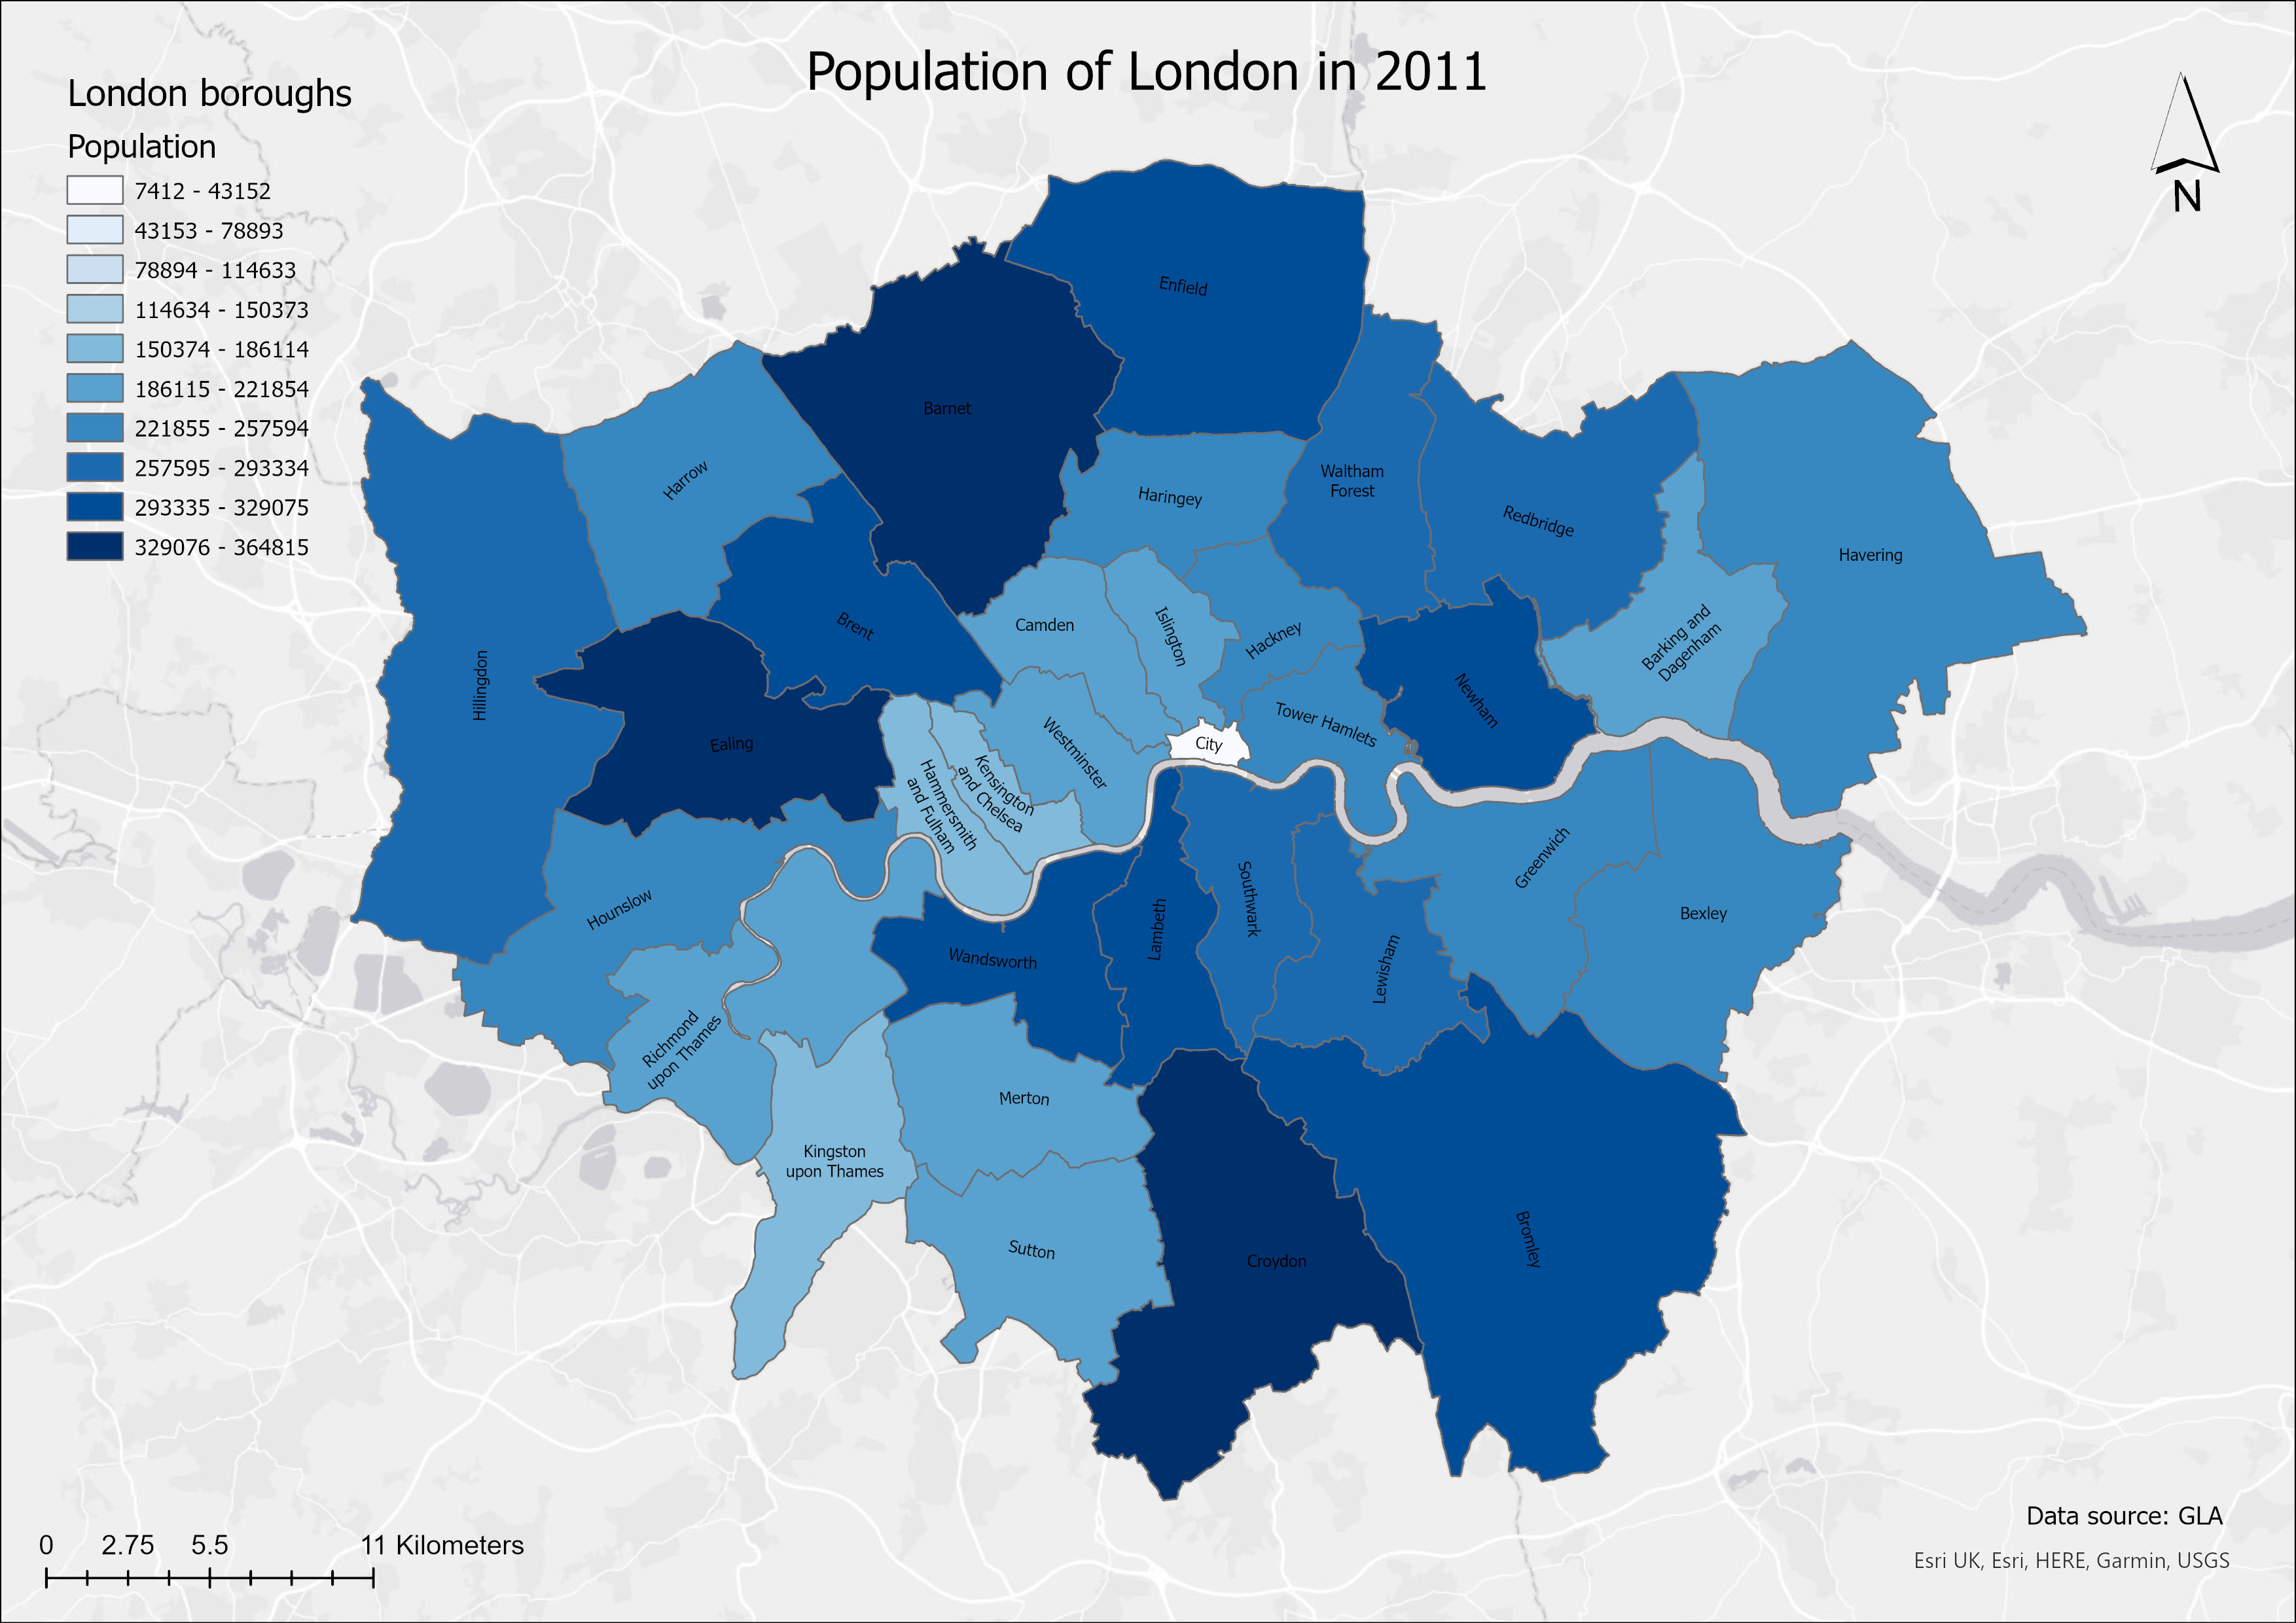 Population of London in 2011
London boroughs
Population
7412 - 43152
43153 - 78893
78894 - 114633
114634 - 150373
150374 - 186114
186115 - 221854
221855 - 257594
257595 - 293334
293335 - 329075
329076 - 364815
N
Enfield
Barnet
Harrow
Haringey
Waltham
Forest
Redbridge
Havering
Hillingdon
Brent
Camden
Islington
Hackney
Barking and
Dagenham
Newham
Ealing
Hammersmith
and Fulham
Kensington
and Chelsea
Westminster
City
Tower Hamlets
Hounslow
Greenwich
Bexley
Richmond
upon Thames
Wandsworth
Lambeth
Southwark
Lewisham
Kingston
upon Thames
Merton
Sutton
Croydon
Bromley
0 2.75 5.5 11 Kilometers
Data source: GLA
Esri UK, Esri, HERE, Garmin, USGS